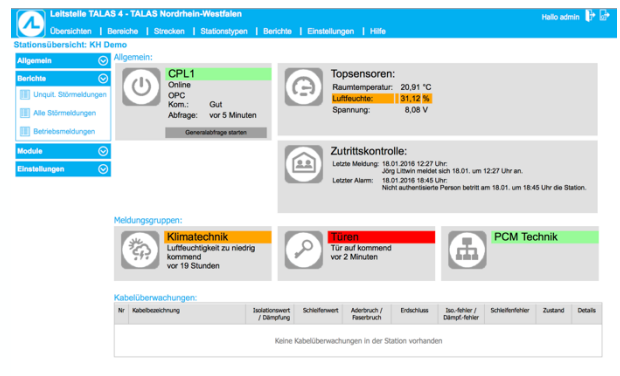 Leitstelle TALAS 4 - TALAS Nordrhein-Westfalen
Hallo admin
Übersichten | Bereiche | Strecken | Stationstypen | Berichte | Einstellungen | Hilfe
Stationsübersicht: KH Demo
Allgemein
Berichte
Unquit. Störmeldungen
Alle Störmeldungen
Betriebsmeldungen
Module
Einstellungen
Allgemein:
CPL1
Online
OPC
Kom.: Gut
Abfrage: vor 5 Minuten
Generalabfrage starten
Topsensoren:
Raumtemperatur: 20,91 °C
Luftfeuchte: 31,12 %
Spannung: 8,08 V
Zutrittskontrolle:
Letzte Meldung: 18.01.2016 12:27 Uhr:
Jörg Littwin meldet sich 18.01. um 12:27 Uhr an.
Letzter Alarm: 18.01.2016 18:45 Uhr:
Nicht authentisierte Person betritt am 18.01. um 18:45 Uhr die Station.
Meldungsgruppen:
Klimatechnik
Luftfeuchtigkeit zu niedrig
kommend
vor 19 Stunden
Türen
Tür auf kommend
vor 2 Minuten
PCM Technik
Kabelüberwachungen:
Nr Kabelbezeichnung Isolationswert / Dämpfung Schleifenwert Aderbruch / Faserbruch Erdschluss Iso.-fehler / Dämpf.-fehler Schleifenfehler Zustand Details
Keine Kabelüberwachungen in der Station vorhanden